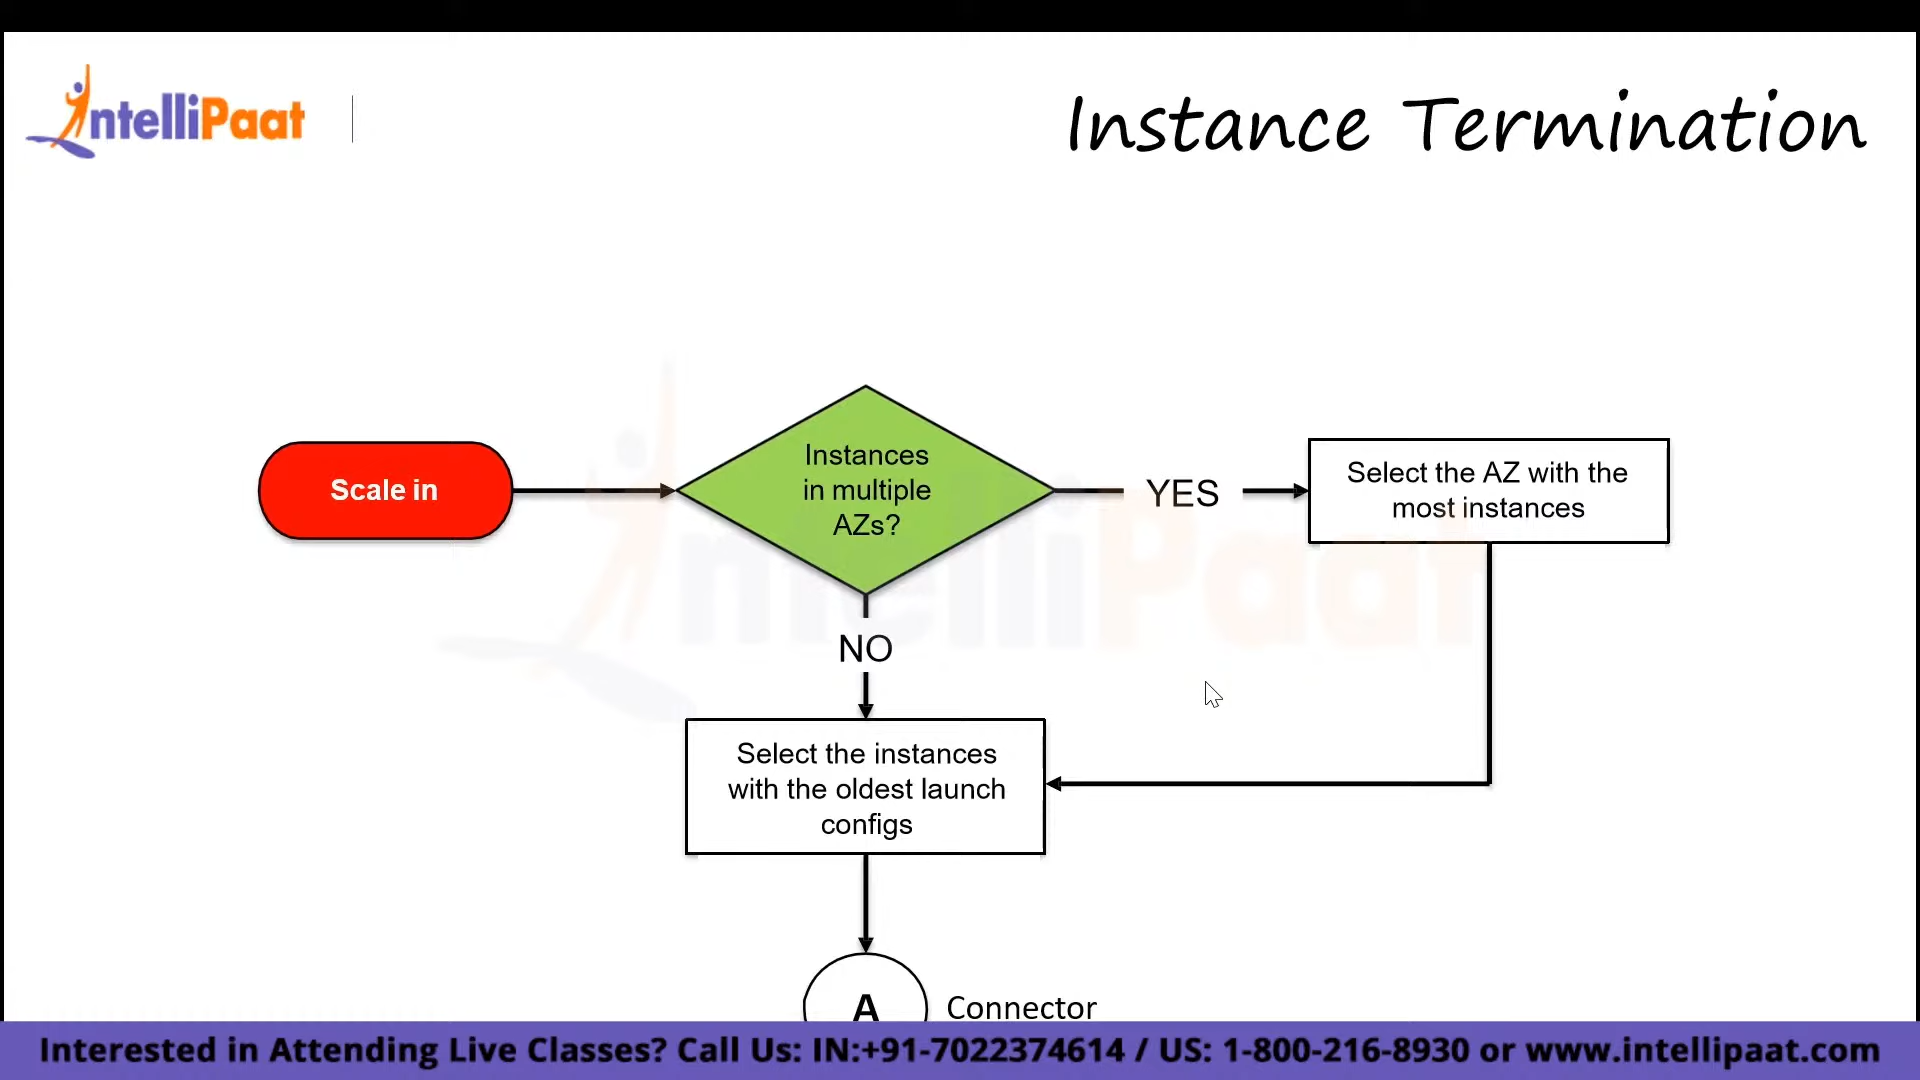 IntelliPaat
Instance Termination
Scale in
Instances
in multiple
AZs?
YES
Select the AZ with the
most instances
NO
Select the instances
with the oldest launch
configs
A
Connector
IntelliPaat
Interested in Attending Live Classes? Call Us: IN:+91-7022374614 / US: 1-800-216-8930 or www.intellipaat.com